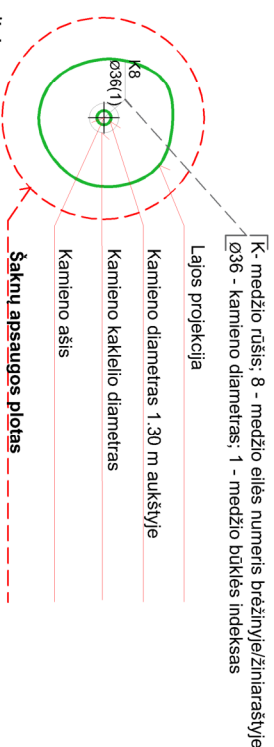 K- medžio rūšis; 8 - medžio eilės numeris brėžinyje/žiniaraštyje
Ø36 - kamieno diametras; 1 - medžio būklės indeksas
K8
Ø36(1)
Lajos projekcija
Kamieno diametras 1.30 m aukštyje
Kamieno kaklelio diametras
Kamieno ašis
Šaknų apsaugos plotas